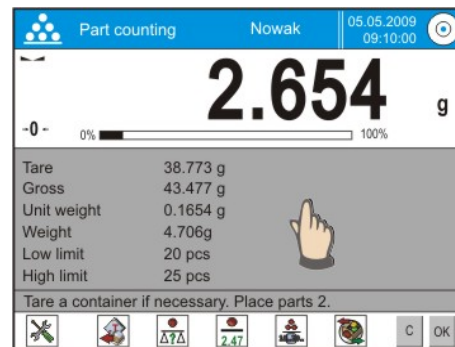 Part counting Nowak 05.05.2009
09:10:00
2.654 g
-0- 0% 100%
Tare 38.773 g
Gross 43.477 g
Unit weight 0.1654 g
Weight 4.706g
Low limit 20 pcs
High limit 25 pcs
Tare a container if necessary. Place parts 2.
T ? 2.47 C OK